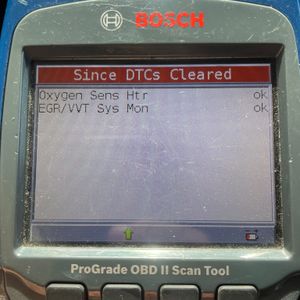 BOSCH
Since DTCs Cleared
Oxygen Sens Htr ok
EGR/VVT Sys Mon ok
ProGrade OBD II Scan Tool